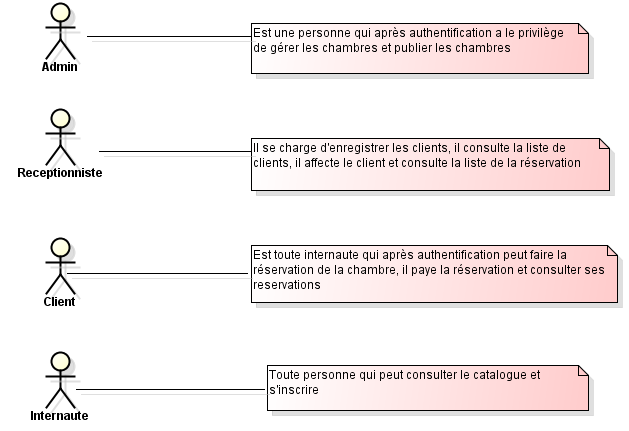 Est une personne qui après authentification a le privilège
de gérer les chambres et publier les chambres
Admin
Il se charge d'enregistrer les clients, il consulte la liste de
clients, il affecte le client et consulte la liste de la réservation
Receptionniste
Est toute internaute qui après authentification peut faire la
réservation de la chambre, il paye la réservation et consulter ses
reservations
Client
Toute personne qui peut consulter le catalogue et
s'inscrire
Internaute